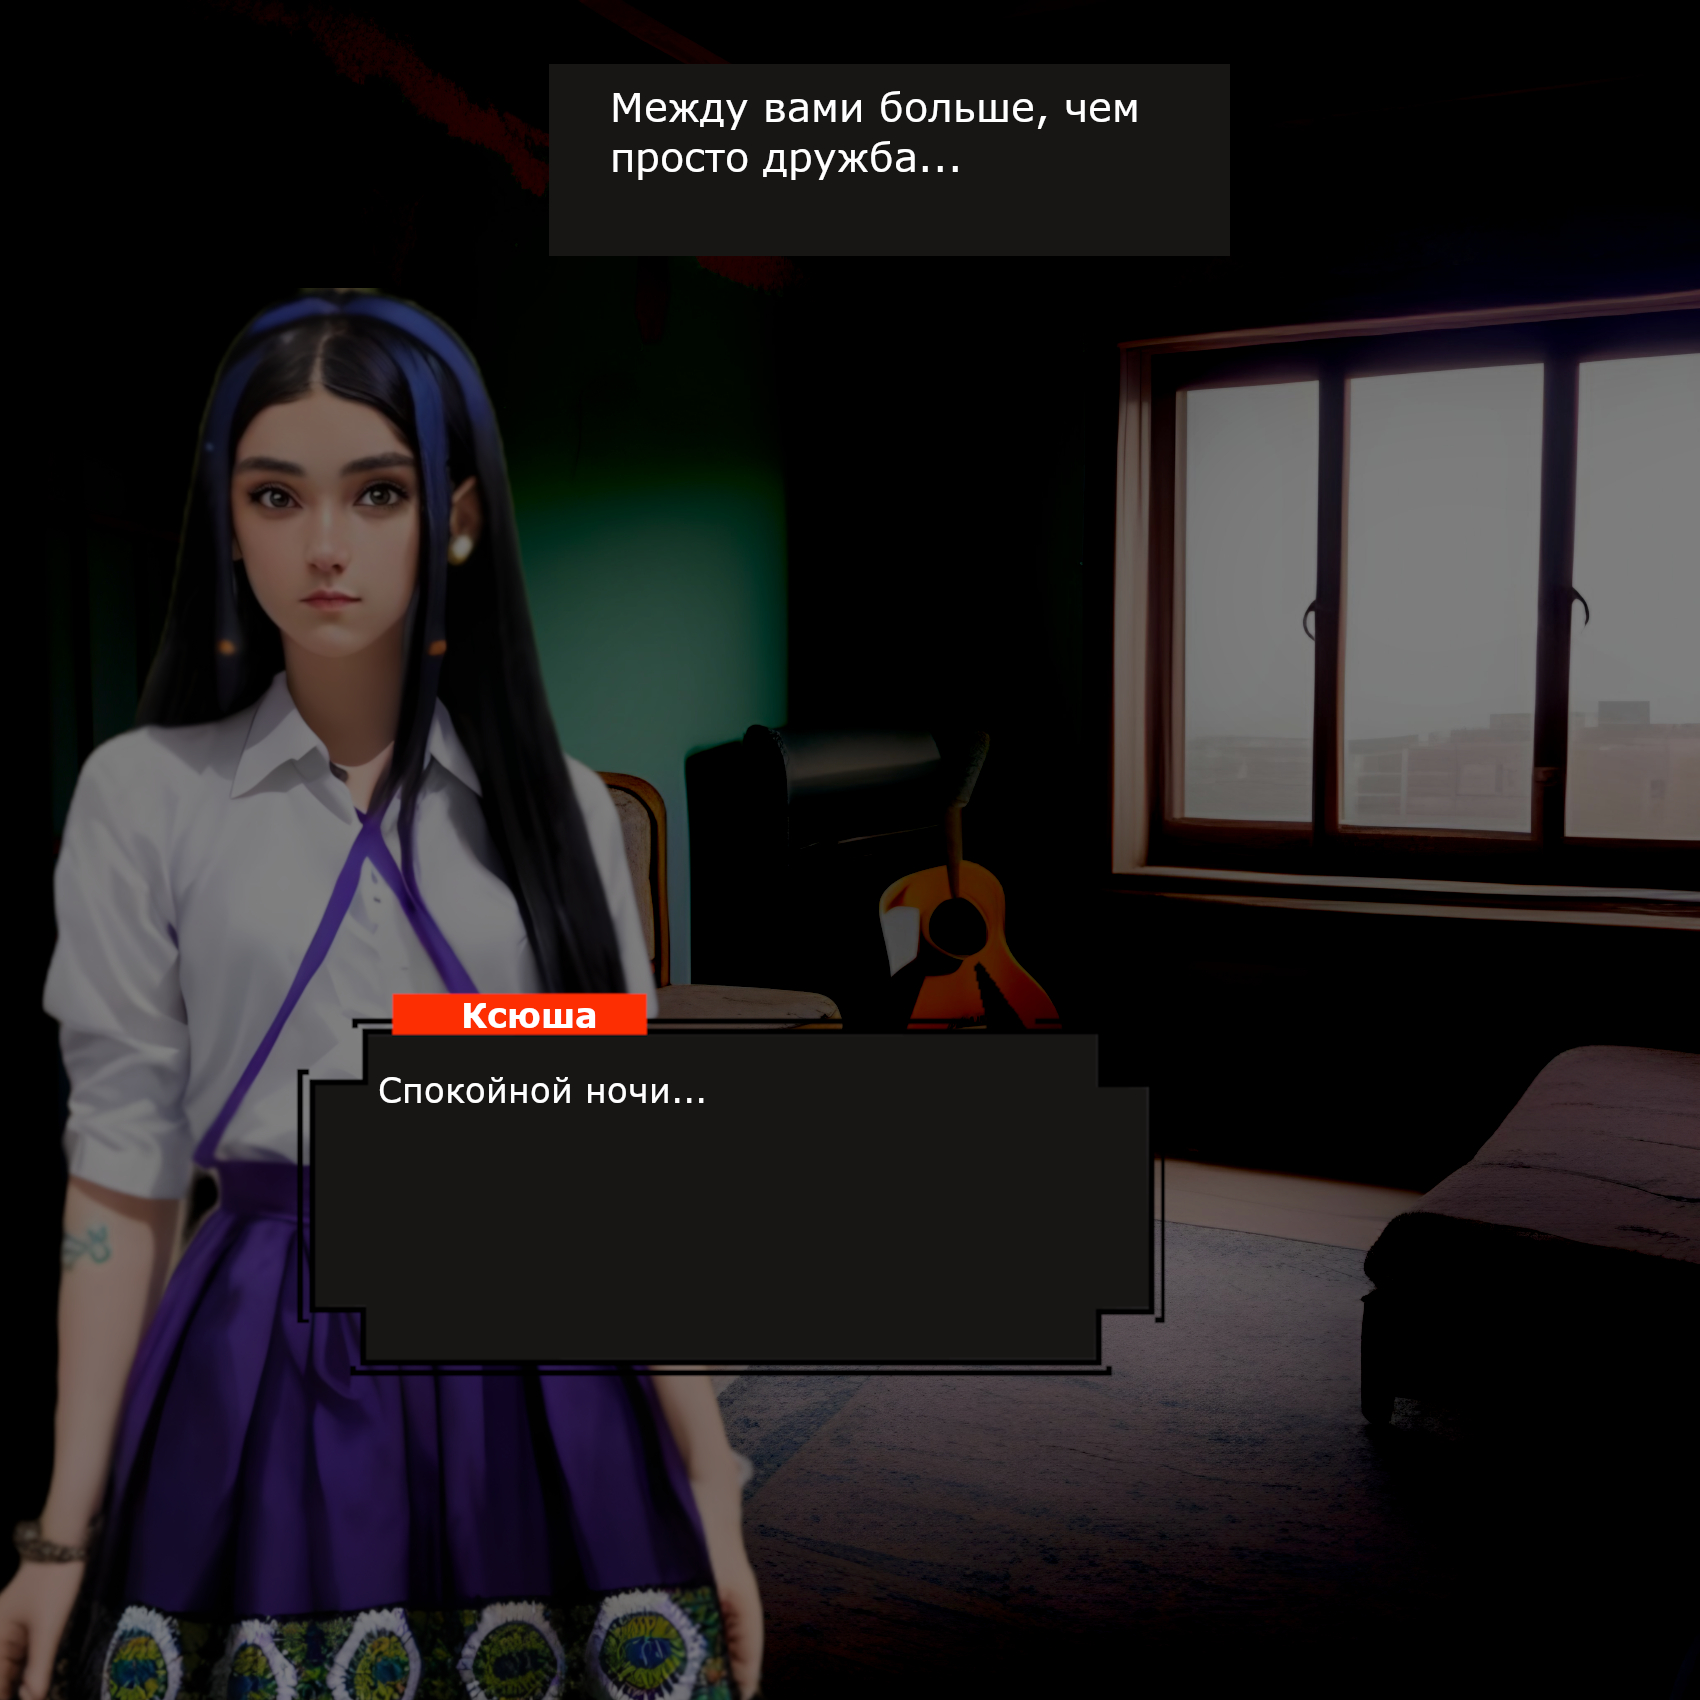 Между вами больше, чем
просто дружба...
Ксюша
Спокойной ночи...